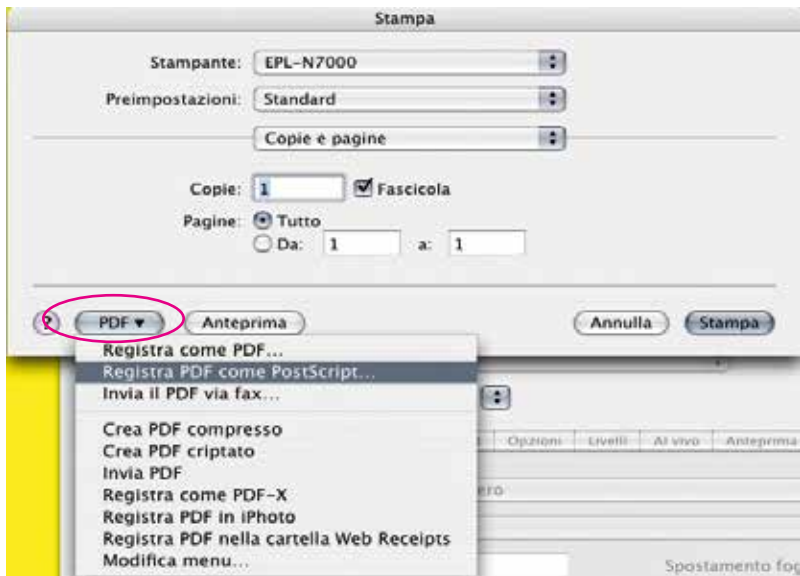 Stampa
Stampante: EPL-N7000
Preimpostazioni: Standard
Copie e pagine
Copie: 1 Fascicola
Pagine: Tutto
Da: 1 a: 1
? PDF Anteprima Annulla Stampa
Registra come PDF...
Registra PDF come PostScript...
Invia il PDF via fax...
Crea PDF compresso
Crea PDF criptato
Opzioni Livelli Al vivo Anteprima
Invia PDF
Registra come PDF-X
Registra PDF in iPhoto
Registra PDF nella cartella Web Receipts
Modifica menu...
Spostamento fog